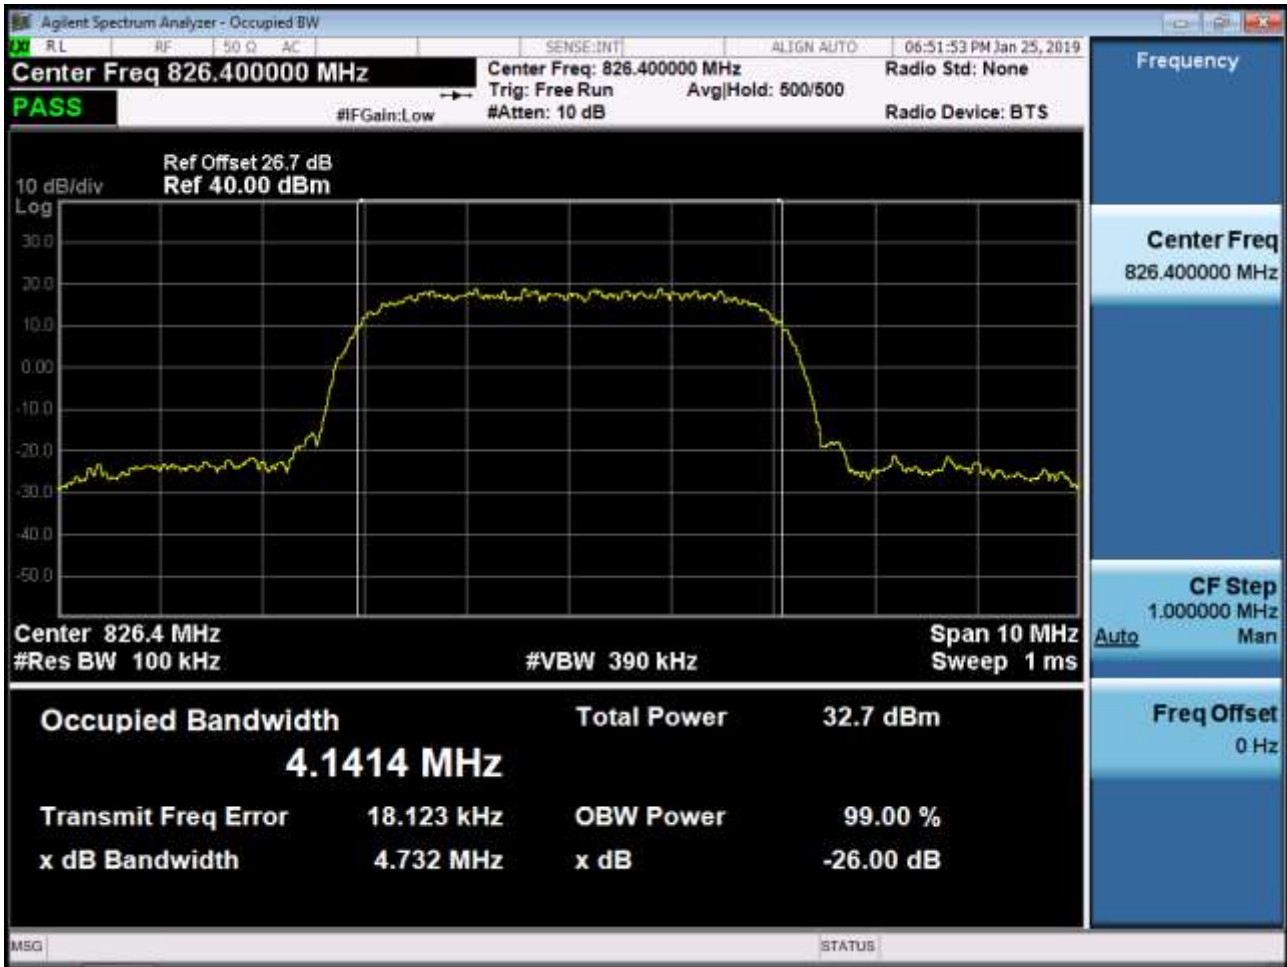 Agilent Spectrum Analyzer - Occupied BW
LXI RL RF 50 Ω AC SENSE:INT ALIGN AUTO 06:51:53 PM Jan 25, 2019
Center Freq 826.400000 MHz
PASS
#IFGain:Low
Center Freq: 826.400000 MHz
Trig: Free Run Avg|Hold: 500/500
#Atten: 10 dB
Radio Std: None
Radio Device: BTS
Ref Offset 26.7 dB
10 dB/div Ref 40.00 dBm
Log
30.0
20.0
10.0
0.00
-10.0
-20.0
-30.0
-40.0
-50.0
Center 826.4 MHz Span 10 MHz
#Res BW 100 kHz #VBW 390 kHz Sweep 1 ms
Occupied Bandwidth Total Power 32.7 dBm
4.1414 MHz
Transmit Freq Error 18.123 kHz OBW Power 99.00 %
x dB Bandwidth 4.732 MHz x dB -26.00 dB
Frequency
Center Freq
826.400000 MHz
CF Step
1.000000 MHz
Auto Man
Freq Offset
0 Hz
MSG STATUS